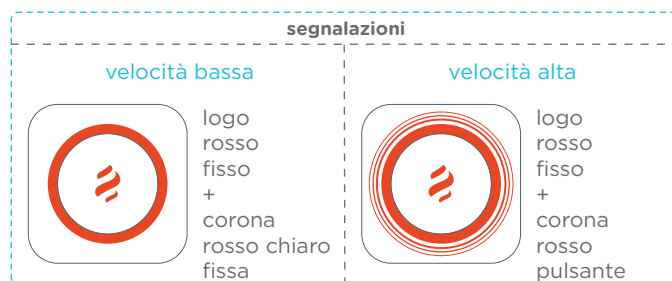 segnalazioni
velocità bassa
logo
rosso
fisso
+
corona
rosso chiaro
fissa
velocità alta
logo
rosso
fisso
+
corona
rosso
pulsante